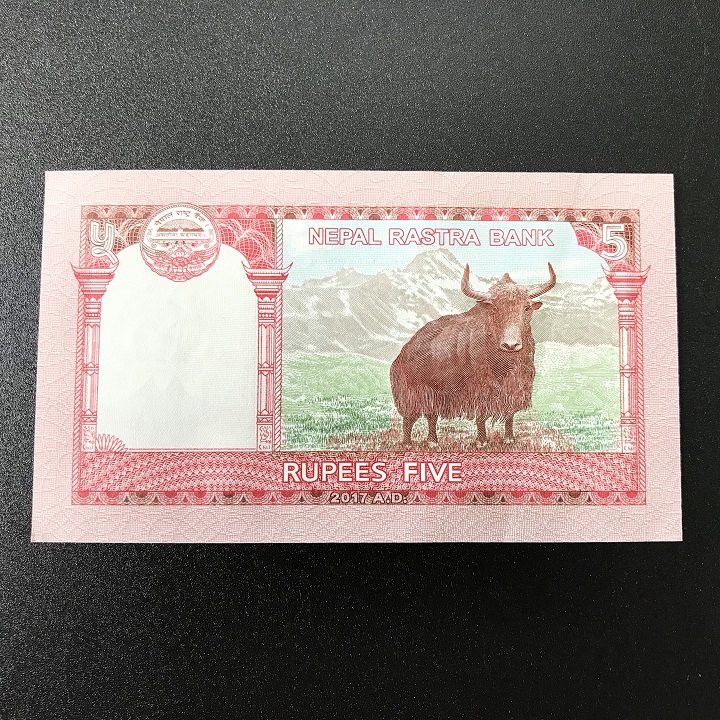 ५
नेपाल राष्ट्र बैंक
NEPAL RASTRA BANK
5
RUPEES FIVE
2017 A.D.